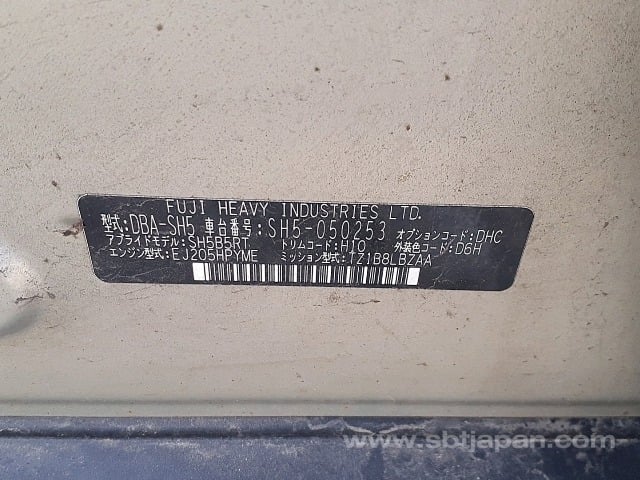 FUJI HEAVY INDUSTRIES LTD.
型式:DBA-SH5 車台番号:SH5-050253 オプションコード:DHC
アプライドモデル:SH5B5RT トリムコード:H10 外装色コード:D6H
エンジン型式:EJ205HPYME ミッション型式:TZ1B8LBZAA
www.sbtjapan.com